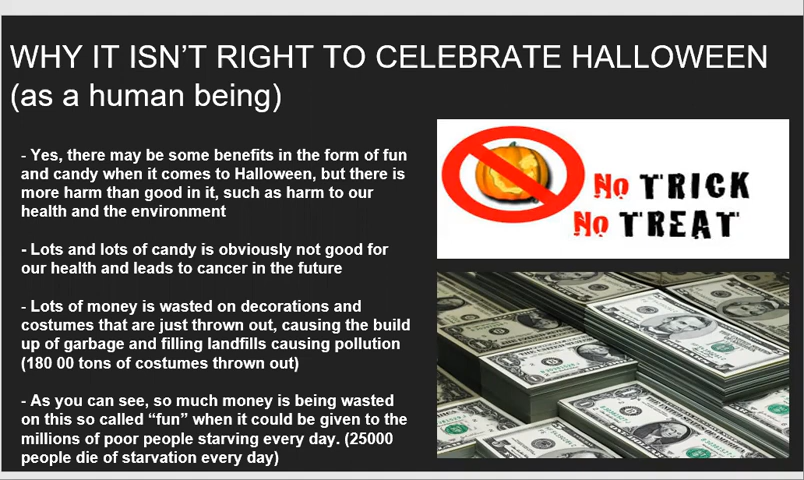 WHY IT ISN’T RIGHT TO CELEBRATE HALLOWEEN
(as a human being)
- Yes, there may be some benefits in the form of fun
and candy when it comes to Halloween, but there is
more harm than good in it, such as harm to our
health and the environment
- Lots and lots of candy is obviously not good for
our health and leads to cancer in the future
- Lots of money is wasted on decorations and
costumes that are just thrown out, causing the build
up of garbage and filling landfills causing pollution
(180 00 tons of costumes thrown out)
- As you can see, so much money is being wasted
on this so called “fun” when it could be given to the
millions of poor people starving every day. (25000
people die of starvation every day)
No TRICK
No TREAT